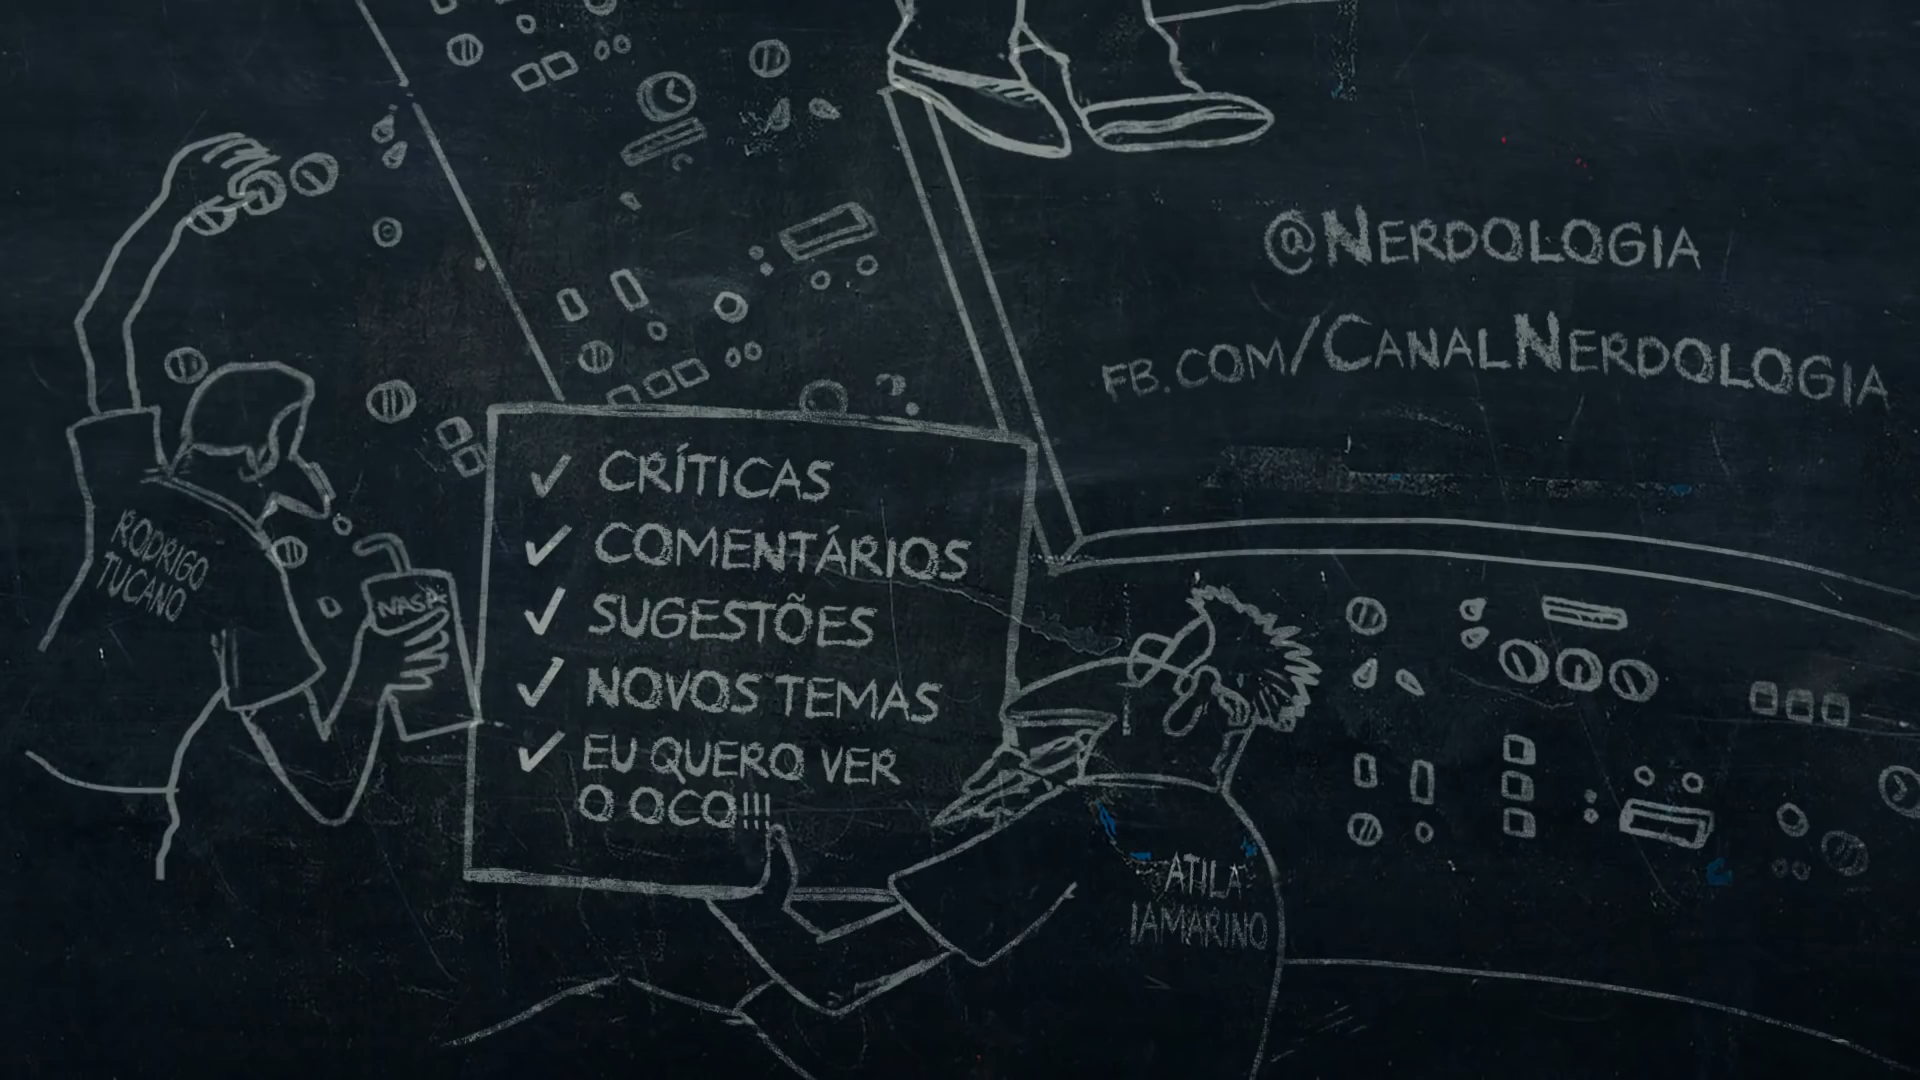 @NERDOLOGIA
FB.COM/CANALNERDOLOGIA
✓ CRÍTICAS
✓ COMENTÁRIOS
✓ SUGESTÕES
✓ NOVOS TEMAS
✓ EU QUERO VER
O OCO!!!
RODRIGO
TUCANO
NASA
ATILA
IAMARINO